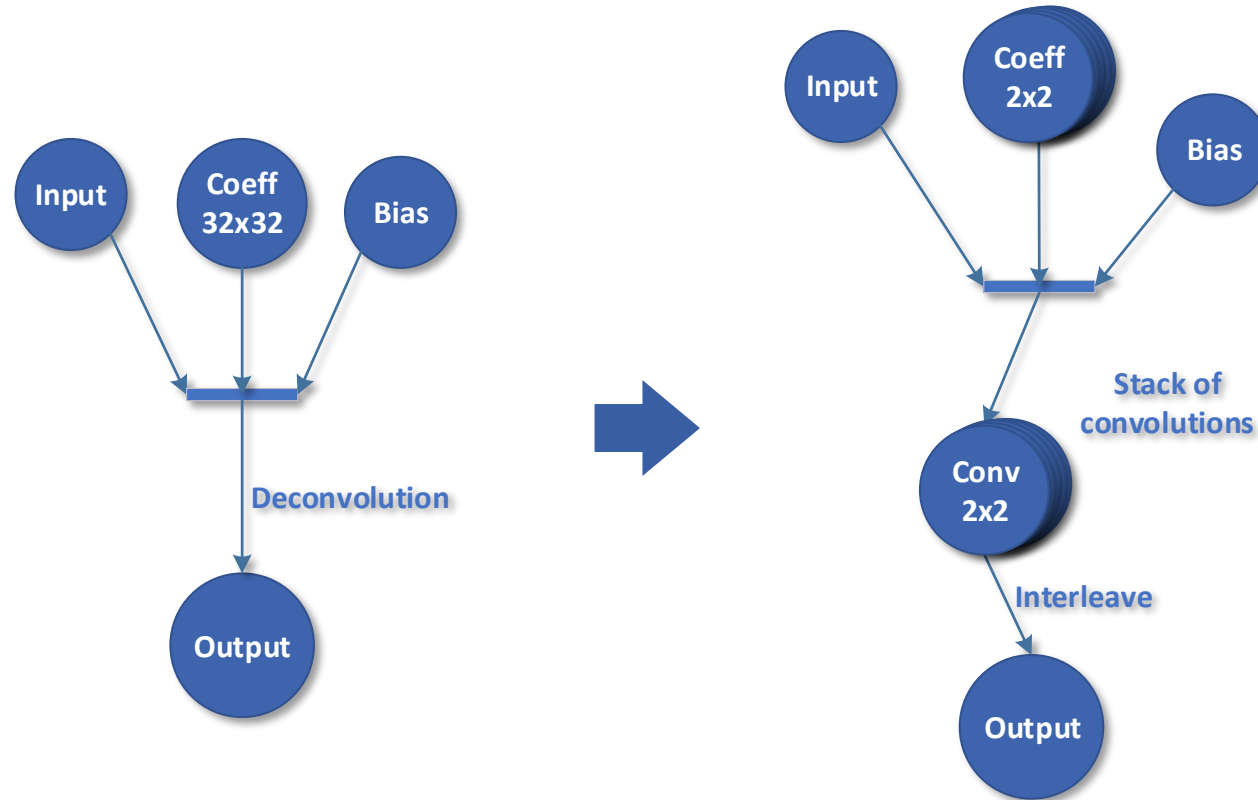 Input
Coeff
32x32
Bias
Deconvolution
Output
Input
Coeff
2x2
Bias
Stack of
convolutions
Conv
2x2
Interleave
Output